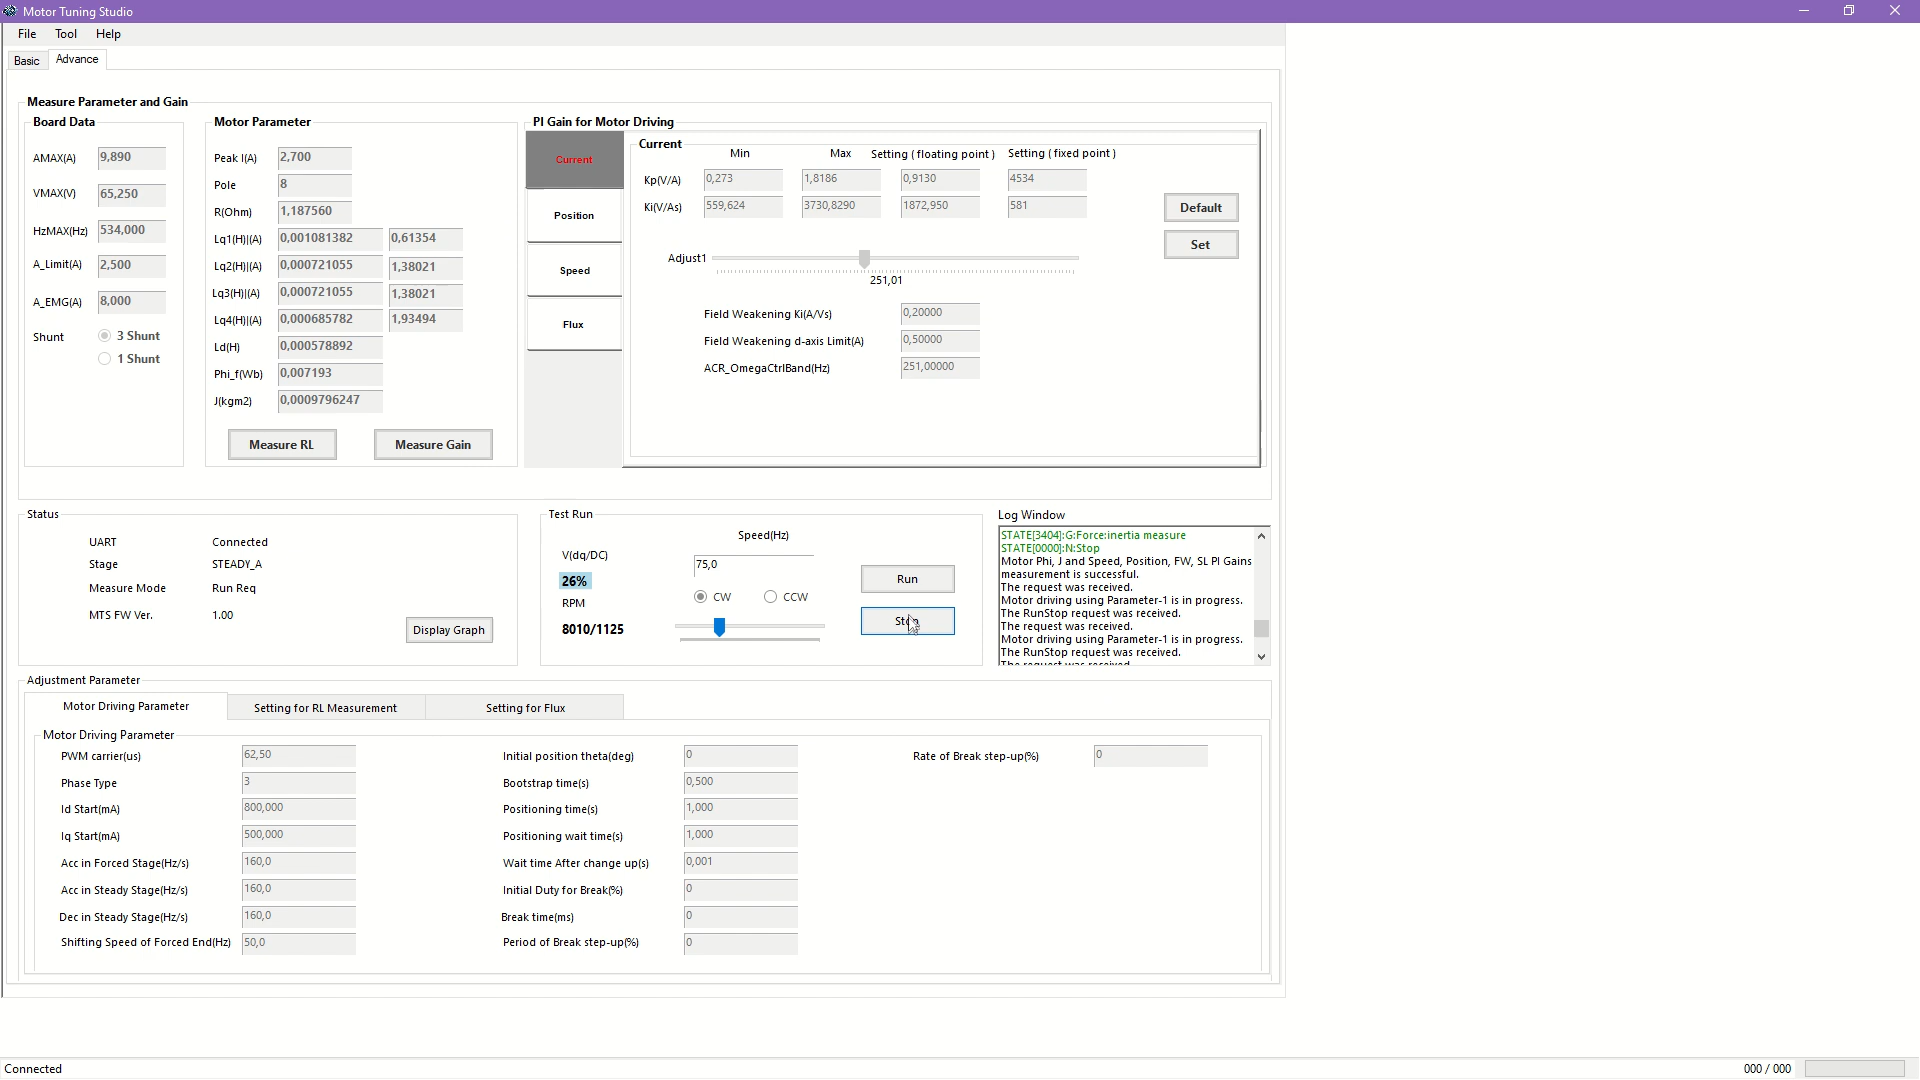 Motor Tuning Studio
File Tool Help
Basic Advance
Measure Parameter and Gain
Board Data
AMAX(A) 9,890
VMAX(V) 65,250
HzMAX(Hz) 534,000
A_Limit(A) 2,500
A_EMG(A) 8,000
Shunt 3 Shunt
1 Shunt
Motor Parameter
Peak I(A) 2,700
Pole 8
R(Ohm) 1,187560
Lq1(H)|(A) 0,001081382 0,61354
Lq2(H)|(A) 0,000721055 1,38021
Lq3(H)|(A) 0,000721055 1,38021
Lq4(H)|(A) 0,000685782 1,93494
Ld(H) 0,000578892
Phi_f(Wb) 0,007193
J(kgm2) 0,0009796247
Measure RL Measure Gain
PI Gain for Motor Driving
Current
Position
Speed
Flux
Current
Min Max Setting ( floating point ) Setting ( fixed point )
Kp(V/A) 0,273 1,8186 0,9130 4534
Ki(V/As) 559,624 3730,8290 1872,950 581
Default
Set
Adjust1
251,01
Field Weakening Ki(A/Vs) 0,20000
Field Weakening d-axis Limit(A) 0,50000
ACR_OmegaCtrlBand(Hz) 251,00000
Status
UART Connected
Stage STEADY_A
Measure Mode Run Req
MTS FW Ver. 1.00
Display Graph
Test Run
Speed(Hz)
V(dq/DC)
75,0
26%
Run
CW CCW
RPM
8010/1125
Stop
Log Window
STATE[3404]:G:Force:inertia measure
STATE[0000]:N:Stop
Motor Phi, J and Speed, Position, FW, SL PI Gains
measurement is successful.
The request was received.
Motor driving using Parameter-1 is in progress.
The RunStop request was received.
The request was received.
Motor driving using Parameter-1 is in progress.
The RunStop request was received.
The request was received.
Adjustment Parameter
Motor Driving Parameter Setting for RL Measurement Setting for Flux
Motor Driving Parameter
PWM carrier(us) 62,50
Phase Type 3
Id Start(mA) 800,000
Iq Start(mA) 500,000
Acc in Forced Stage(Hz/s) 160,0
Acc in Steady Stage(Hz/s) 160,0
Dec in Steady Stage(Hz/s) 160,0
Shifting Speed of Forced End(Hz) 50,0
Initial position theta(deg) 0
Bootstrap time(s) 0,500
Positioning time(s) 1,000
Positioning wait time(s) 1,000
Wait time After change up(s) 0,001
Initial Duty for Break(%) 0
Break time(ms) 0
Period of Break step-up(%) 0
Rate of Break step-up(%) 0
Connected 000 / 000